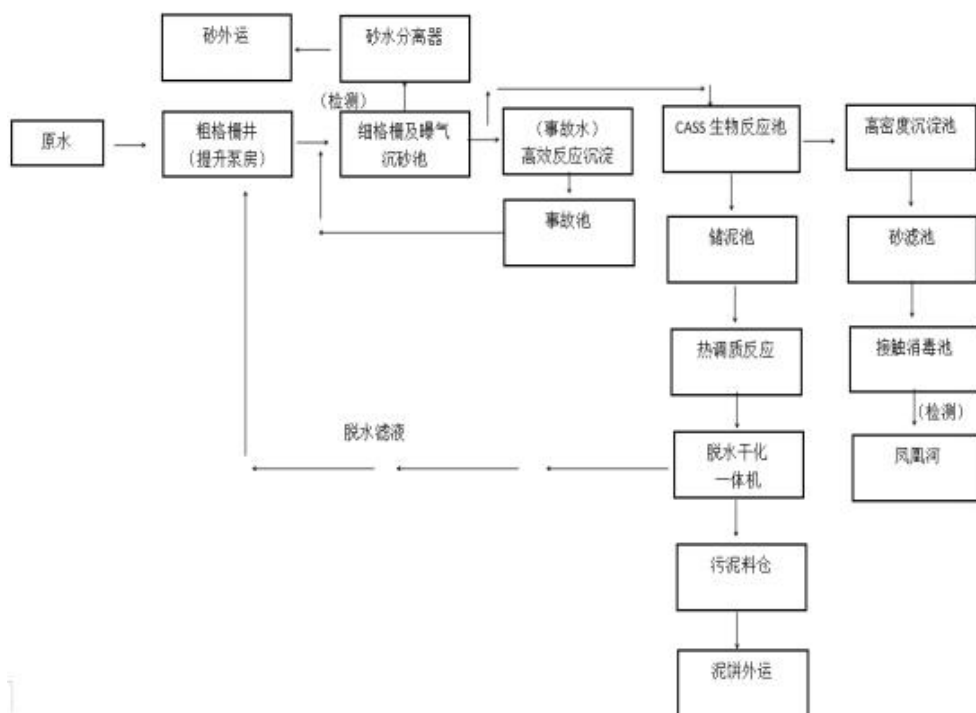 砂外运
砂水分离器
(检测)
原水
粗格栅井
（提升泵房）
细格栅及曝气
沉砂池
（事故水）
高效反应沉淀
CASS 生物反应池
高密度沉淀池
事故池
储泥池
砂滤池
热调质反应
接触消毒池
(检测)
脱水滤液
脱水干化
一体机
凤凰河
污泥料仓
泥饼外运